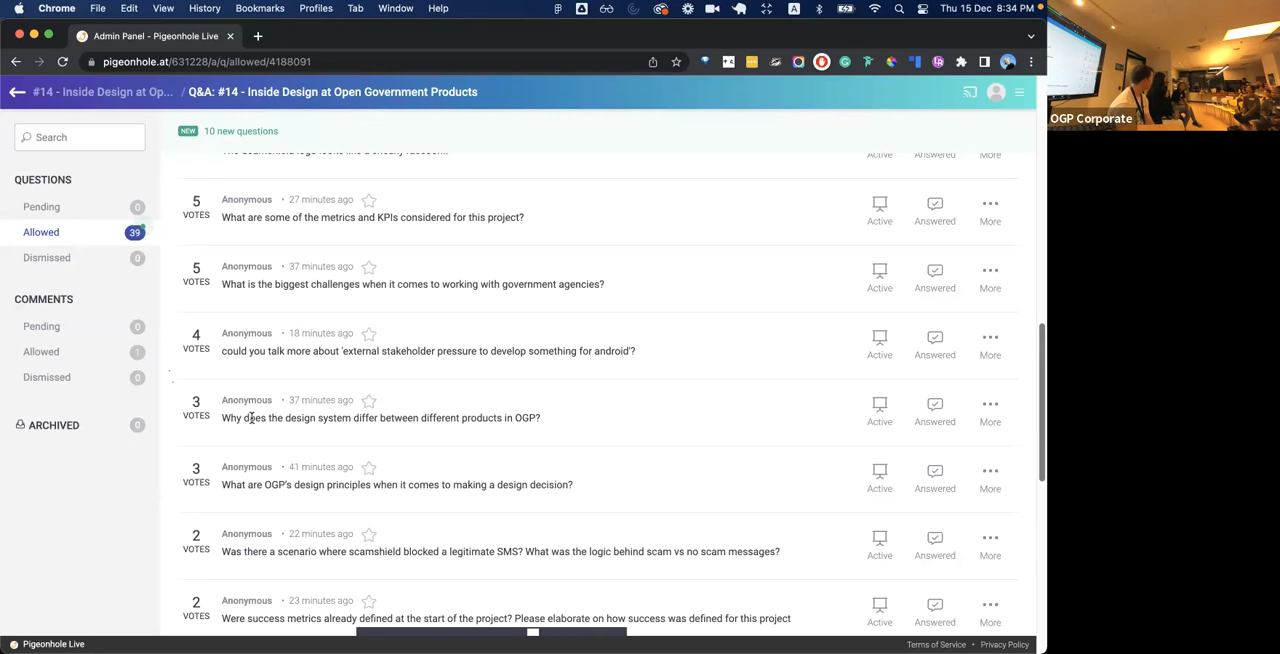 Chrome File Edit View History Bookmarks Profiles Tab Window Help Thu 15 Dec 8:34 PM
Admin Panel - Pigeonhole Live
pigeonhole.at/631228/a/q/allowed/4188091
#14 - Inside Design at Op... / Q&A: #14 - Inside Design at Open Government Products
OGP Corporate
Search
NEW 10 new questions
Active Answered More
QUESTIONS
Pending 0
Allowed 39
Dismissed 0
COMMENTS
Pending 0
Allowed 1
Dismissed 0
ARCHIVED 0
5 VOTES
Anonymous • 27 minutes ago
What are some of the metrics and KPIs considered for this project?
Active Answered More
5 VOTES
Anonymous • 37 minutes ago
What is the biggest challenges when it comes to working with government agencies?
Active Answered More
4 VOTES
Anonymous • 18 minutes ago
could you talk more about 'external stakeholder pressure to develop something for android'?
Active Answered More
3 VOTES
Anonymous • 37 minutes ago
Why does the design system differ between different products in OGP?
Active Answered More
3 VOTES
Anonymous • 41 minutes ago
What are OGP's design principles when it comes to making a design decision?
Active Answered More
2 VOTES
Anonymous • 22 minutes ago
Was there a scenario where scamshield blocked a legitimate SMS? What was the logic behind scam vs no scam messages?
Active Answered More
2 VOTES
Anonymous • 23 minutes ago
Were success metrics already defined at the start of the project? Please elaborate on how success was defined for this project
Active Answered More
Pigeonhole Live
Terms of Service • Privacy Policy